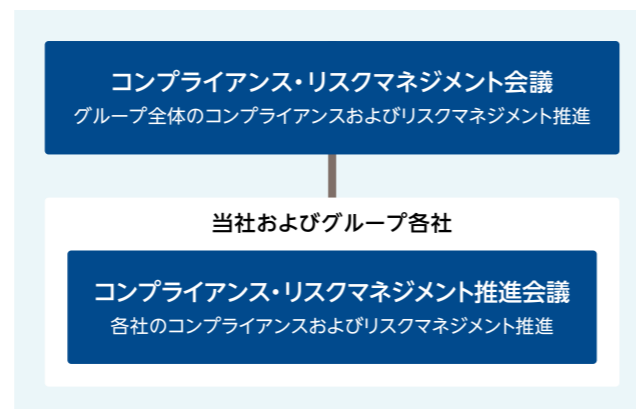 コンプライアンス・リスクマネジメント会議
グループ全体のコンプライアンスおよびリスクマネジメント推進
当社およびグループ各社
コンプライアンス・リスクマネジメント推進会議
各社のコンプライアンスおよびリスクマネジメント推進